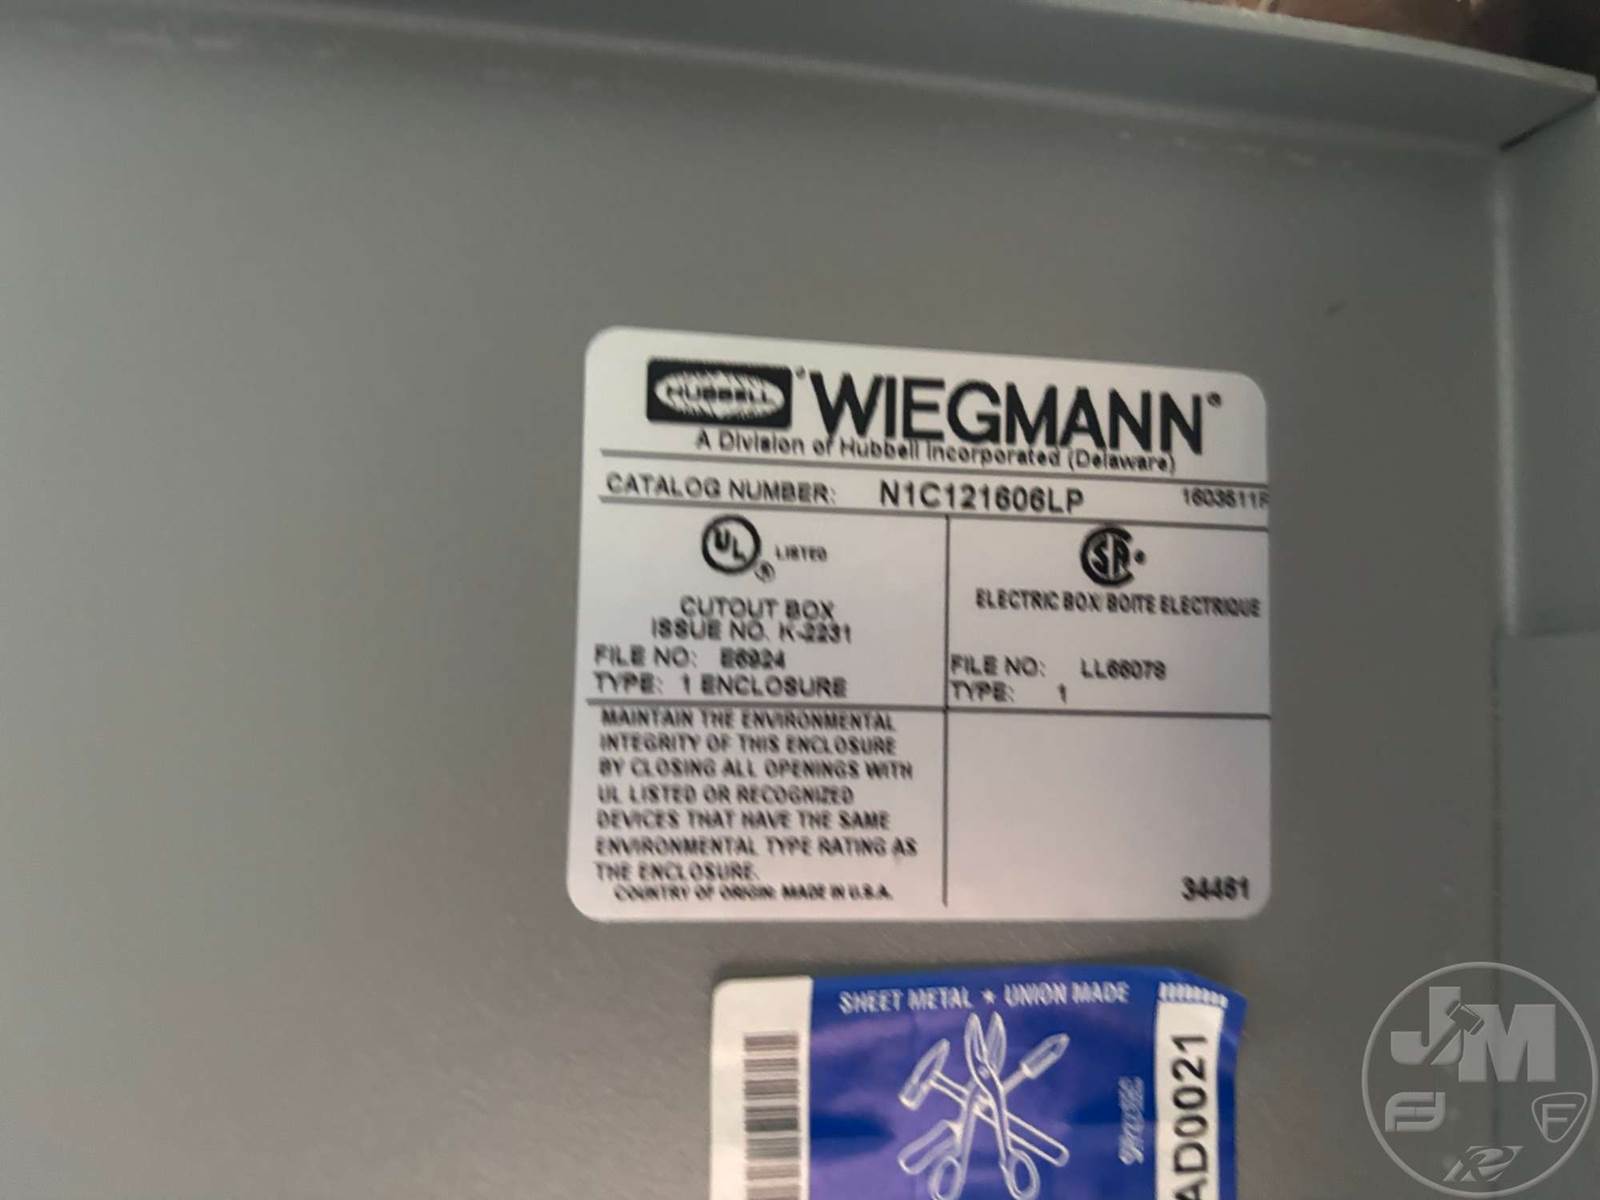 HUBBELL ® WIEGMANN®
A Division of Hubbell Incorporated (Delaware)
CATALOG NUMBER: N1C121606LP 1603611F
UL ® LISTED
CUTOUT BOX
ISSUE NO. K-2231
FILE NO: E6924
TYPE: 1 ENCLOSURE
SA ®
ELECTRIC BOX/BOITE ELECTRIQUE
FILE NO: LL66078
TYPE: 1
MAINTAIN THE ENVIRONMENTAL
INTEGRITY OF THIS ENCLOSURE
BY CLOSING ALL OPENINGS WITH
UL LISTED OR RECOGNIZED
DEVICES THAT HAVE THE SAME
ENVIRONMENTAL TYPE RATING AS
THE ENCLOSURE.
COUNTRY OF ORIGIN: MADE IN U.S.A.
34461
SHEET METAL ★ UNION MADE
AD0021
JM